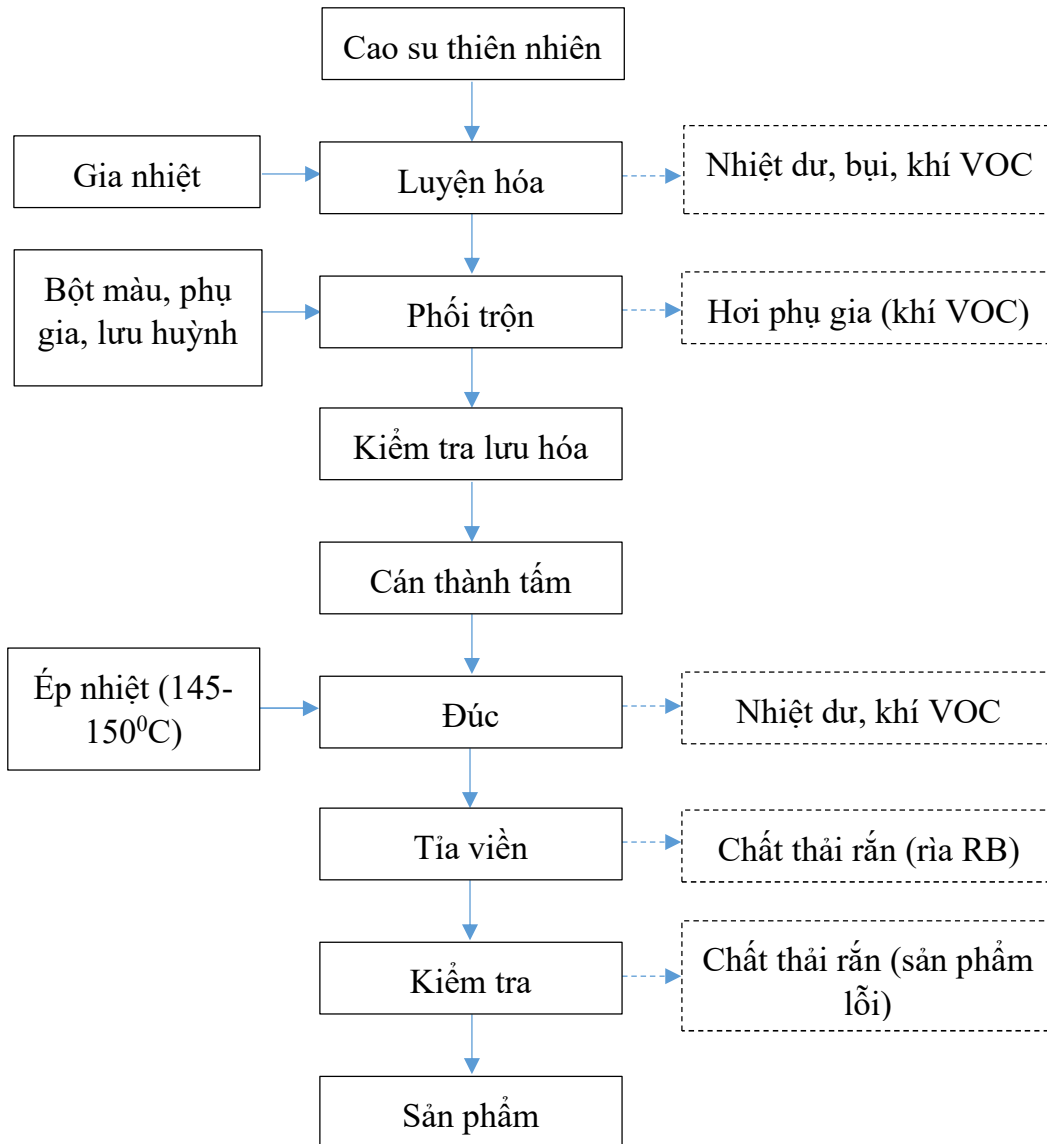 Cao su thiên nhiên
Gia nhiệt
Luyện hóa
Nhiệt dư, bụi, khí VOC
Bột màu, phụ
gia, lưu huỳnh
Phối trộn
Hơi phụ gia (khí VOC)
Kiểm tra lưu hóa
Cán thành tấm
Ép nhiệt (145-
150⁰C)
Đúc
Nhiệt dư, khí VOC
Tỉa viền
Chất thải rắn (rìa RB)
Kiểm tra
Chất thải rắn (sản phẩm
lỗi)
Sản phẩm